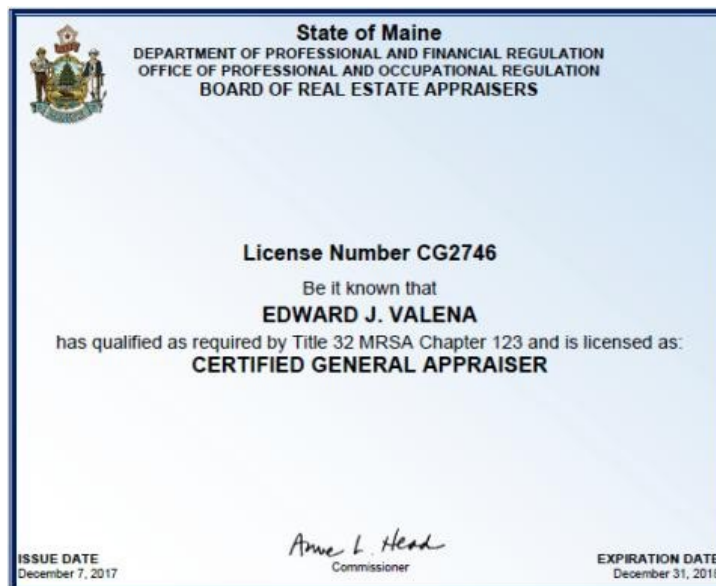 State of Maine
DEPARTMENT OF PROFESSIONAL AND FINANCIAL REGULATION
OFFICE OF PROFESSIONAL AND OCCUPATIONAL REGULATION
BOARD OF REAL ESTATE APPRAISERS
License Number CG2746
Be it known that
EDWARD J. VALENA
has qualified as required by Title 32 MRSA Chapter 123 and is licensed as:
CERTIFIED GENERAL APPRAISER
Anne L. Head
ISSUE DATE
Commissioner
EXPIRATION DATE
December 7, 2017
December 31,